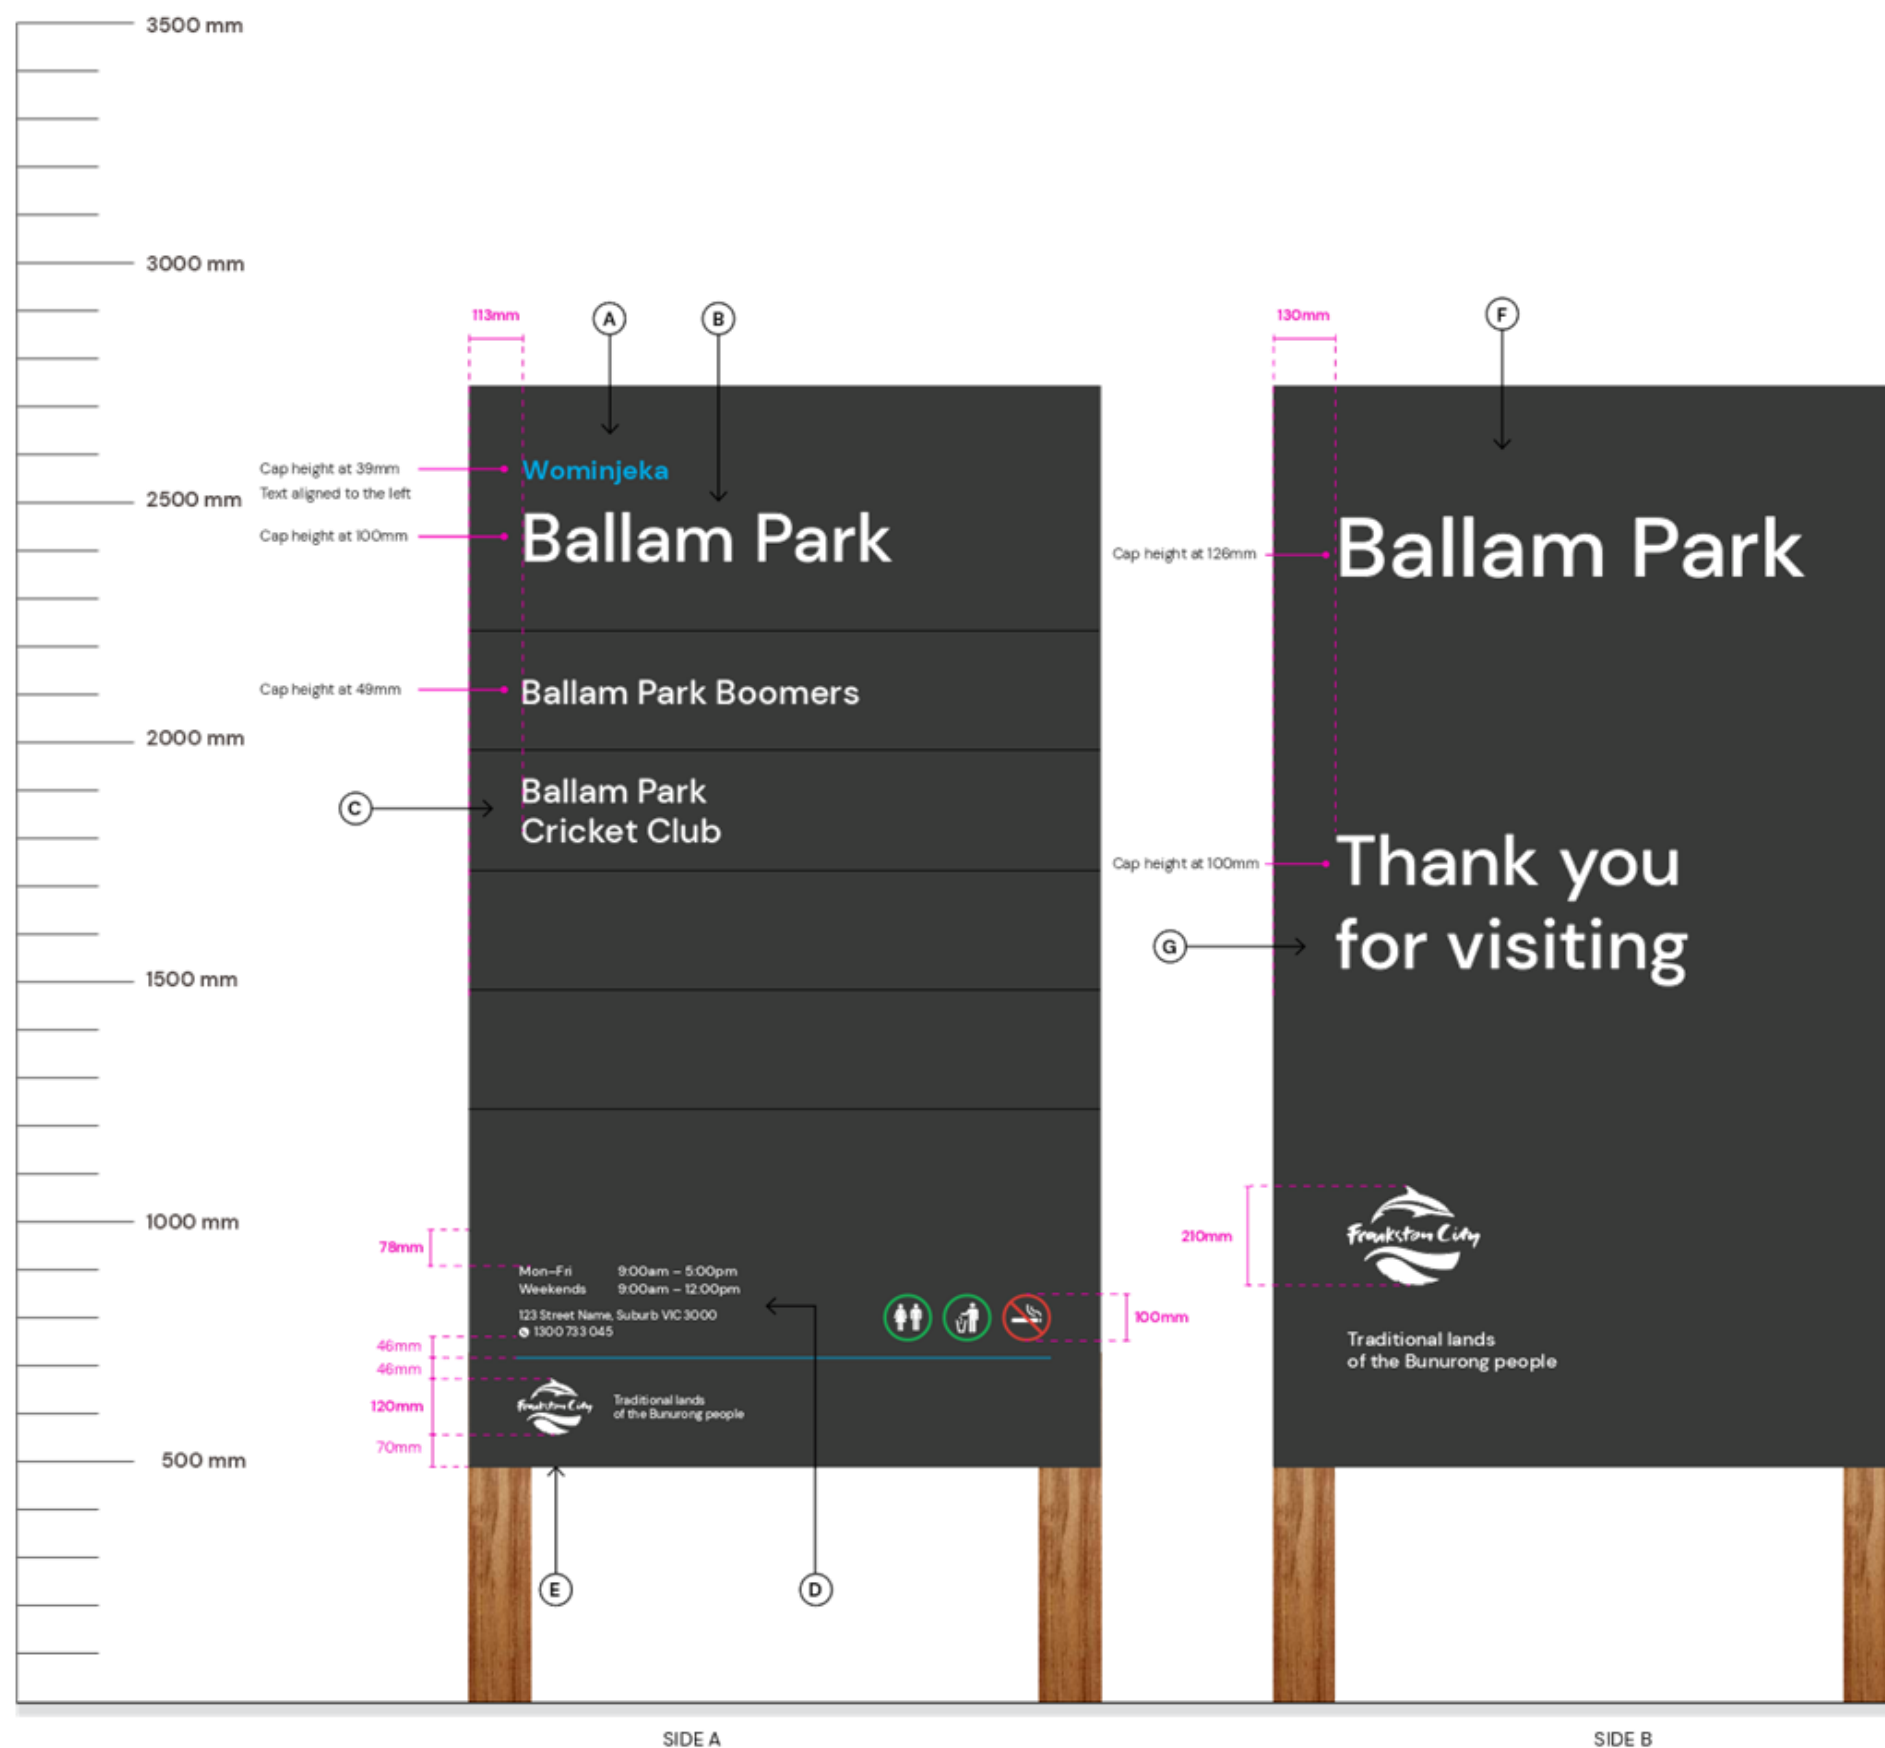 3500 mm
3000 mm
2500 mm
2000 mm
1500 mm
1000 mm
500 mm
113mm
A
B
Cap height at 39mm
Text aligned to the left
Cap height at 100mm
Cap height at 49mm
C
Wominjeka
Ballam Park
Ballam Park Boomers
Ballam Park
Cricket Club
78mm
Mon–Fri 9:00am – 5:00pm
Weekends 9:00am – 12:00pm
123 Street Name, Suburb VIC 3000
1300 733 045
100mm
46mm
46mm
120mm
70mm
Frankston City
Traditional lands
of the Bunurong people
E
D
SIDE A
130mm
F
Cap height at 126mm
Ballam Park
Cap height at 100mm
Thank you
for visiting
G
210mm
Frankston City
Traditional lands
of the Bunurong people
SIDE B